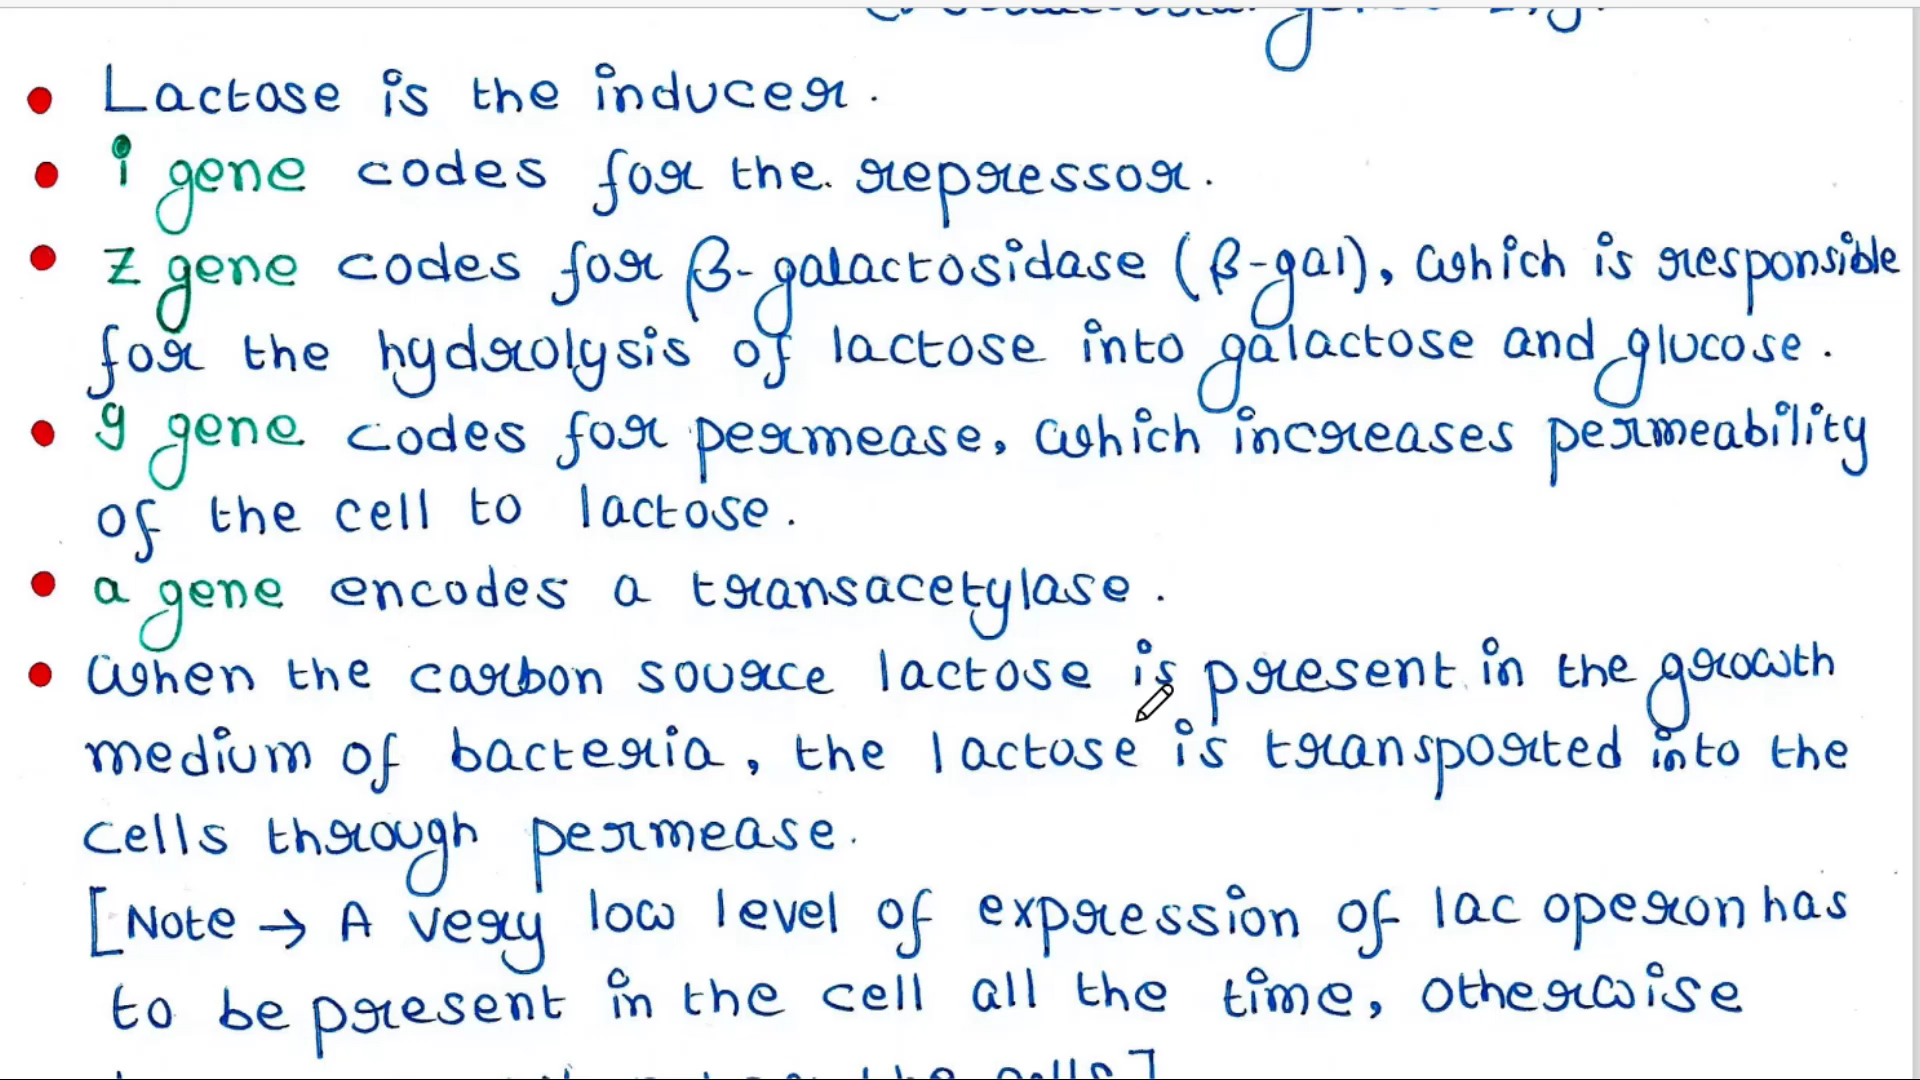 Lactose is the inducer.
i gene codes for the repressor.
z gene codes for β-galactosidase (β-gal), which is responsible
for the hydrolysis of lactose into galactose and glucose.
y gene codes for permease, which increases permeability
of the cell to lactose.
a gene encodes a transacetylase.
When the carbon source lactose is present in the growth
medium of bacteria, the lactose is transported into the
cells through permease.
[Note → A very low level of expression of lac operon has
to be present in the cell all the time, otherwise
the cells]